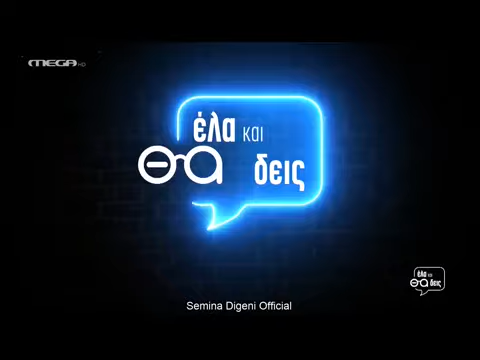 MEGA HD
έλα και
θα δεις
έλα και
θα δεις
Semina Digeni Official